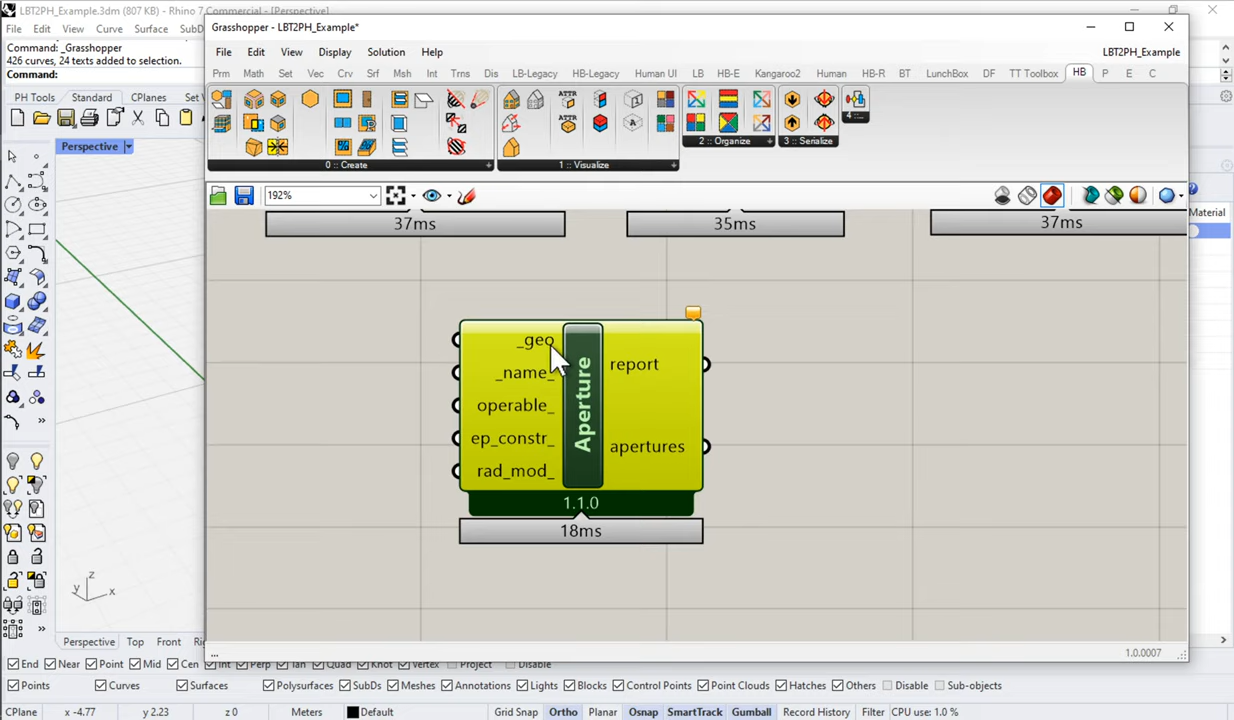 LBT2PH_Example.3dm (807 KB) - Rhino 7 Commercial - [Perspective]
File Edit View Curve Surface SubD
Command: _Grasshopper
426 curves, 24 texts added to selection.
Command:
PH Tools Standard CPlanes Set V
Perspective
Grasshopper - LBT2PH_Example*
File Edit View Display Solution Help LBT2PH_Example
Prm Math Set Vec Crv Srf Msh Int Trns Dis LB-Legacy HB-Legacy Human UI LB HB-E Kangaroo2 Human HB-R BT LunchBox DF TT Toolbox HB P E C
ATTR
ATTR
A
0 :: Create 1 :: Visualize 2 :: Organize 3 :: Serialize 4 ::
192%
Material
37ms 35ms 37ms
_geo
_name_
operable_
ep_constr_
rad_mod_
Aperture
report
apertures
1.1.0
18ms
z
y
x
... 1.0.0007
Perspective Top Front
End Near Point Mid Cen Int Perp Tan Quad Knot Vertex Project Disable
Points Curves Surfaces Polysurfaces SubDs Meshes Annotations Lights Blocks Control Points Point Clouds Hatches Others Disable Sub-objects
CPlane x -4.77 y 2.23 z 0 Meters Default Grid Snap Ortho Planar Osnap SmartTrack Gumball Record History Filter CPU use: 1.0 %